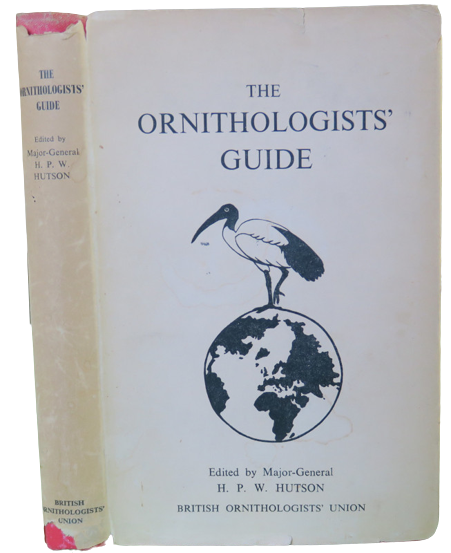 THE
ORNITHOLOGISTS'
GUIDE
Edited by
Major-General
H. P. W.
HUTSON
BRITISH
ORNITHOLOGISTS'
UNION
THE
ORNITHOLOGISTS'
GUIDE
Edited by Major-General
H. P. W. HUTSON
BRITISH ORNITHOLOGISTS' UNION